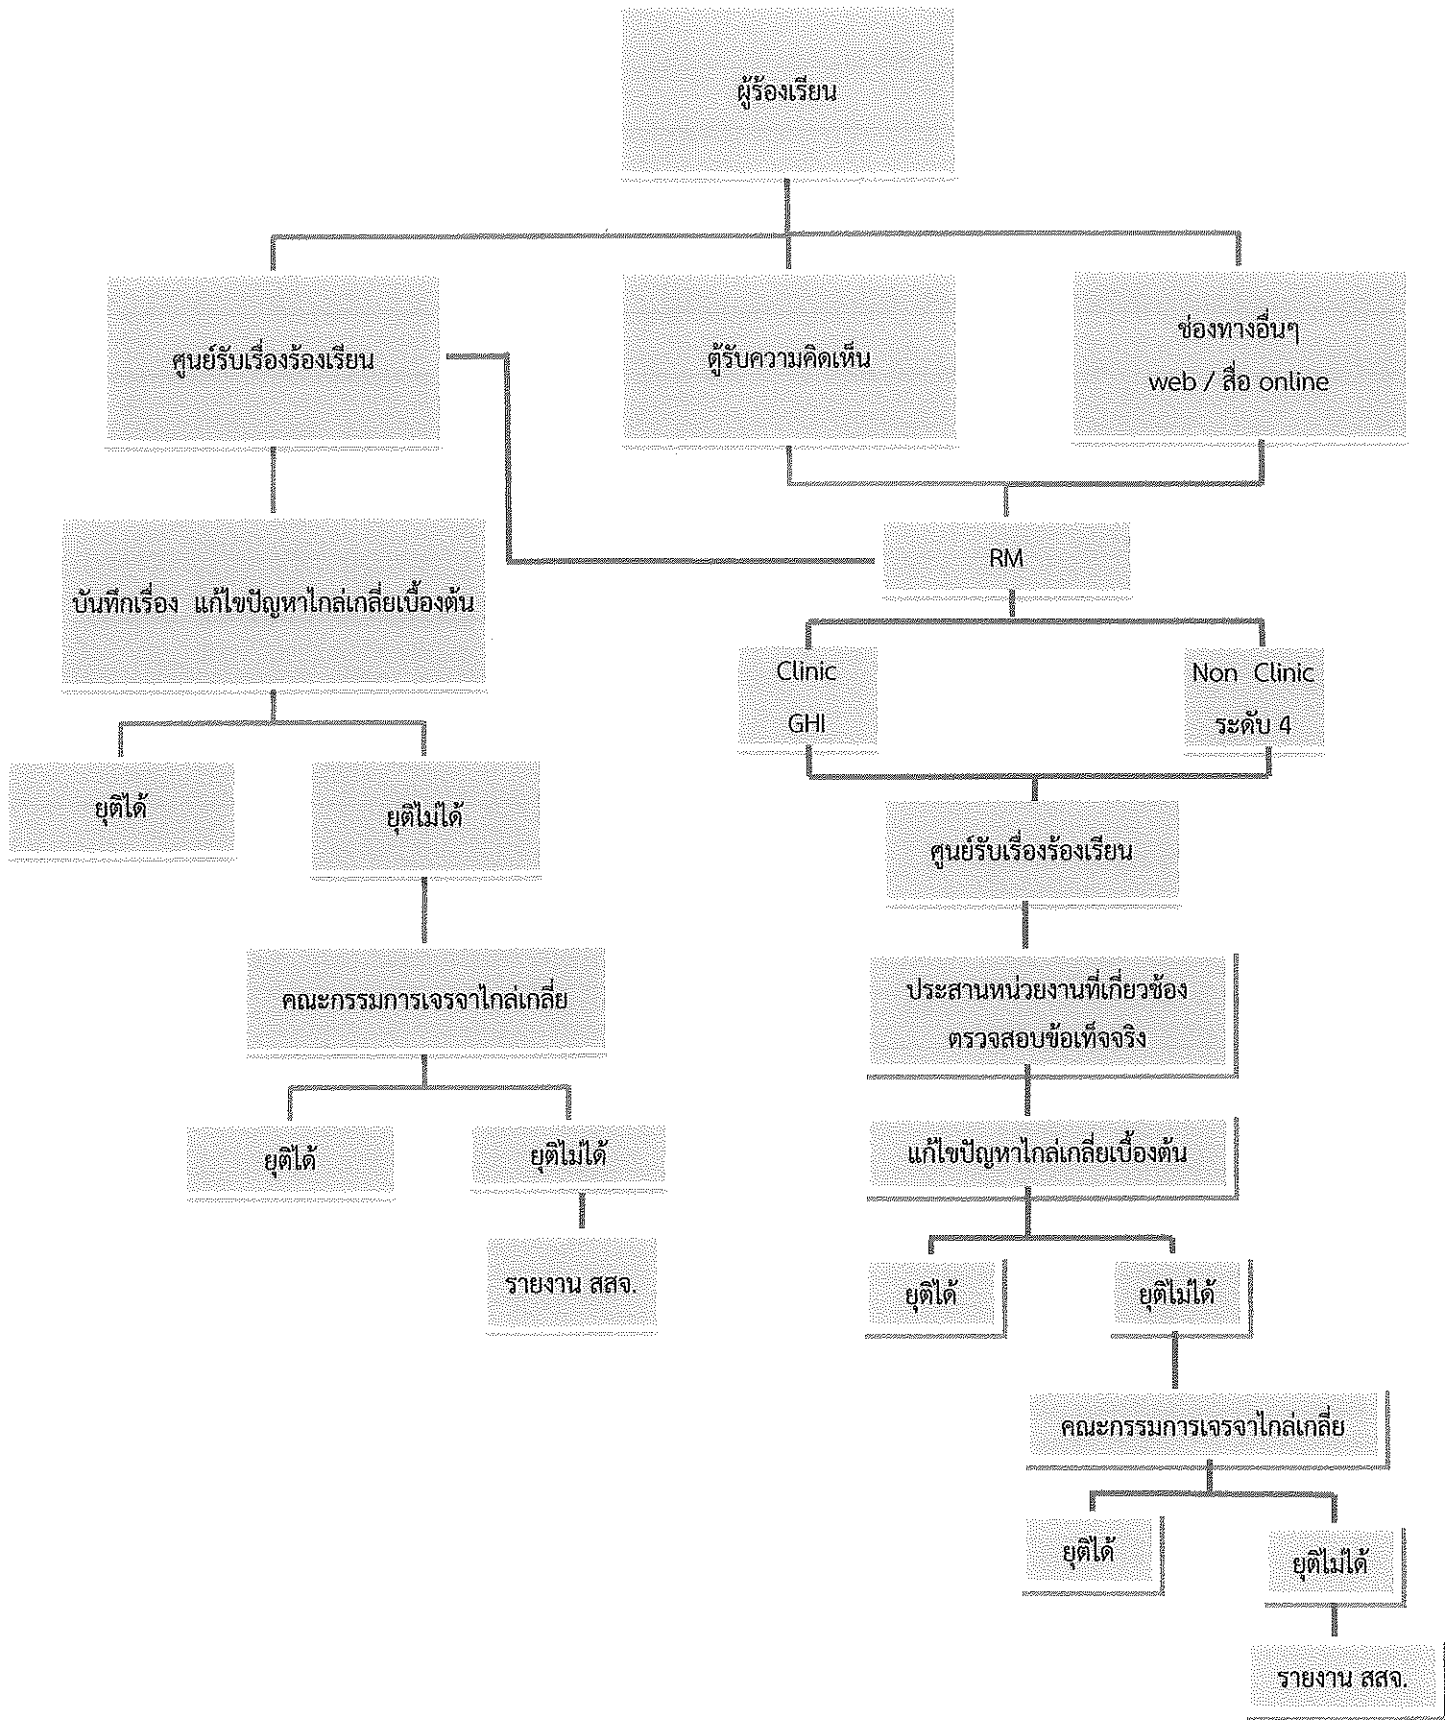 ผู้ร้องเรียน
ศูนย์รับเรื่องร้องเรียน
ตู้รับความคิดเห็น
ช่องทางอื่นๆ
web / สื่อ online
บันทึกเรื่อง แก้ไขปัญหาไกล่เกลี่ยเบื้องต้น
RM
Clinic
GHI
Non Clinic
ระดับ 4
ยุติได้
ยุติไม่ได้
ศูนย์รับเรื่องร้องเรียน
คณะกรรมการเจรจาไกล่เกลี่ย
ประสานหน่วยงานที่เกี่ยวข้อง
ตรวจสอบข้อเท็จจริง
ยุติได้
ยุติไม่ได้
แก้ไขปัญหาไกล่เกลี่ยเบื้องต้น
รายงาน สสจ.
ยุติได้
ยุติไม่ได้
คณะกรรมการเจรจาไกล่เกลี่ย
ยุติได้
ยุติไม่ได้
รายงาน สสจ.